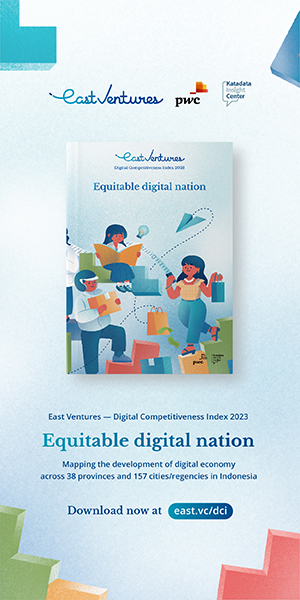 East Ventures
pwc
Katadata
Insight
Center
East Ventures
Digital Competitiveness Index 2023
Equitable digital nation
pwc
East Ventures — Digital Competitiveness Index 2023
Equitable digital nation
Mapping the development of digital economy
across 38 provinces and 157 cities/regencies in Indonesia
Download now at east.vc/dci